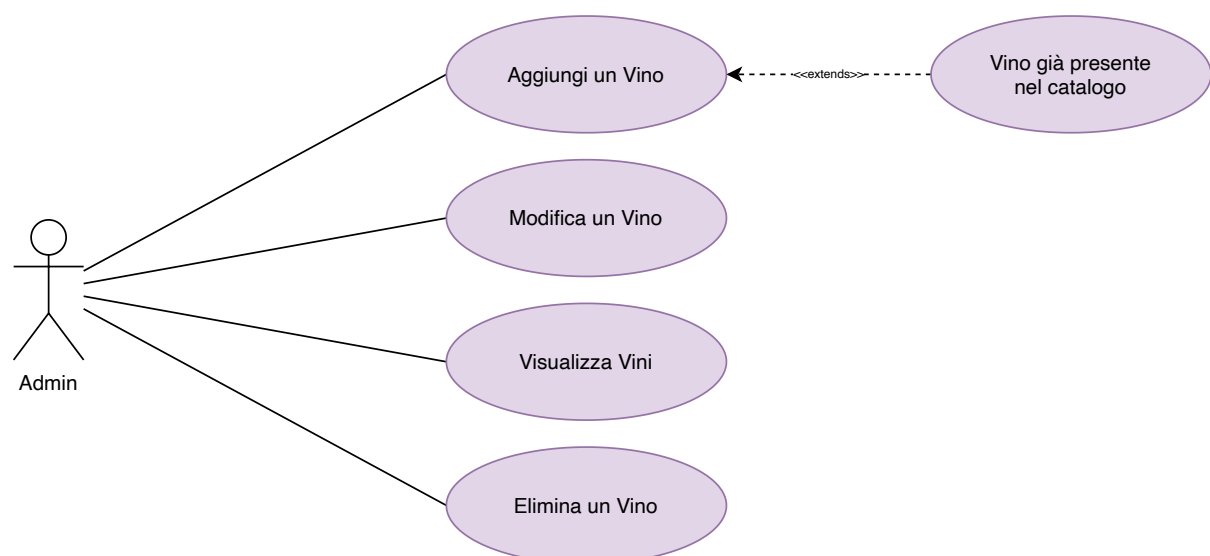 Aggiungi un Vino
<<extends>>
Vino già presente
nel catalogo
Modifica un Vino
Visualizza Vini
Admin
Elimina un Vino